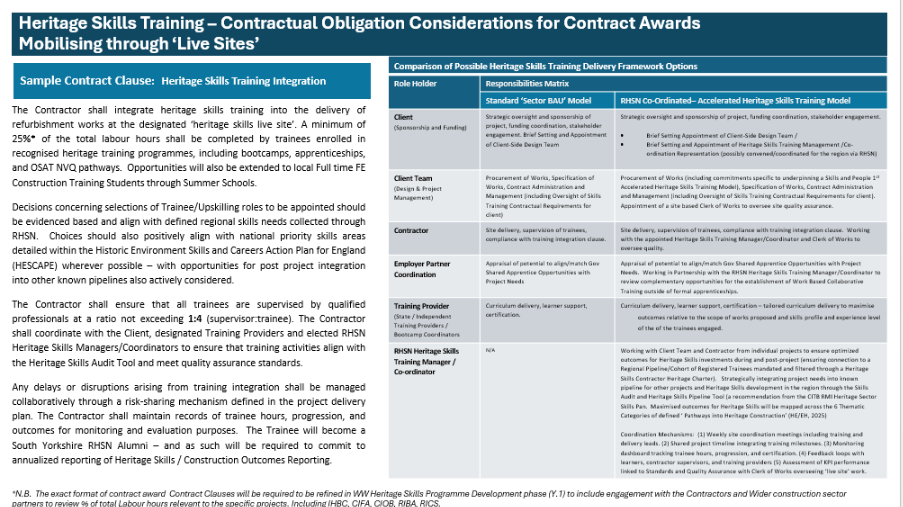 Heritage Skills Training – Contractual Obligation Considerations for Contract Awards
Mobilising through ‘Live Sites’
Sample Contract Clause: Heritage Skills Training Integration
The Contractor shall integrate heritage skills training into the delivery of
refurbishment works at the designated ‘heritage skills live site’. A minimum of
25%* of the total labour hours shall be completed by trainees enrolled in
recognised heritage training programmes, including bootcamps, apprenticeships,
and OSAT NVQ pathways. Opportunities will also be extended to local Full time FE
Construction Training Students through Summer Schools.
Decisions concerning selections of Trainee/Upskilling roles to be appointed should
be evidenced based and align with defined regional skills needs collected through
RHSN. Choices should also positively align with national priority skills areas
detailed within the Historic Environment Skills and Careers Action Plan for England
(HESCAPE) wherever possible – with opportunities for post project integration
into other known pipelines also actively considered.
The Contractor shall ensure that all trainees are supervised by qualified
professionals at a ratio not exceeding 1:4 (supervisor:trainee). The Contractor
shall coordinate with the Client, designated Training Providers and elected RHSN
Heritage Skills Managers/Coordinators to ensure that training activities align with
the Heritage Skills Audit Tool and meet quality assurance standards.
Any delays or disruptions arising from training integration shall be managed
collaboratively through a risk-sharing mechanism defined in the project delivery
plan. The Contractor shall maintain records of trainee hours, progression, and
outcomes for monitoring and evaluation purposes. The Trainee will become a
South Yorkshire RHSN Alumni – and as such will be required to commit to
annualized reporting of Heritage Skills / Construction Outcomes Reporting.
Comparison of Possible Heritage Skills Training Delivery Framework Options
Role Holder
Responsibilities Matrix
Standard ‘Sector BAU’ Model
RHSN Co-Ordinated– Accelerated Heritage Skills Training Model
Client
(Sponsorship and Funding)
Strategic oversight and sponsorship of
project, funding coordination, stakeholder
engagement. Brief Setting and Appointment
of Client-Side Design Team
Strategic oversight and sponsorship of project, funding coordination, stakeholder engagement.
• Brief Setting Appointment of Client-Side Design Team /
• Brief Setting and Appointment of Heritage Skills Training Management /Co-
ordination Representation (possibly convened/coordinated for the region via RHSN)
Client Team
(Design & Project
Management)
Procurement of Works, Specification of
Works, Contract Administration and
Management (including Oversight of Skills
Training Contractual Requirements for
client)
Procurement of Works (including commitments specific to underpinning a Skills and People 1st
Accelerated Heritage Skills Training Model), Specification of Works, Contract Administration
and Management (including Oversight of Skills Training Contractual Requirements for client).
Appointment of a site based Clerk of Works to oversee site quality assurance.
Contractor
Site delivery, supervision of trainees,
compliance with training integration clause.
Site delivery, supervision of trainees, compliance with training integration clause. Working
with the appointed Heritage Skills Training Manager/Coordinator and Clerk of Works to
oversee quality.
Employer Partner
Coordination
Appraisal of potential to align/match Gov
Shared Apprentice Opportunities with
Project Needs
Appraisal of potential to align/match Gov Shared Apprentice Opportunities with Project
Needs. Working in Partnership with the RHSN Heritage Skills Training Manager/Coordinator to
review complementary opportunities for the establishment of Work Based Collaborative
Training outside of formal apprenticeships.
Training Provider
(State / Independent
Training Providers /
Bootcamp Coordinators
Curriculum delivery, learner support,
certification.
Curriculum delivery, learner support, certification – tailored curriculum delivery to maximise
outcomes relative to the scope of works proposed and skills profile and experience level
of the of the trainees engaged.
RHSN Heritage Skills
Training Manager /
Co-ordinator
N/A
Working with Client Team and Contractor from individual projects to ensure optimized
outcomes for Heritage Skills investments during and post-project (ensuring connection to a
Regional Pipeline/Cohort of Registered Trainees mandated and filtered through a Heritage
Skills Contractor Heritage Charter). Strategically integrating project needs into known
pipeline for other projects and Heritage Skills development in the region through the Skills
Audit and Heritage Skills Pipeline Tool (a recommendation from the CITB RMI Heritage Sector
Skills Pan. Maximised outcomes for Heritage Skills will be mapped across the 6 Thematic
Categories of defined ‘ Pathways into Heritage Construction’ (HE/EH, 2025)
Coordination Mechanisms: (1) Weekly site coordination meetings including training and
delivery leads. (2) Shared project timeline integrating training milestones. (3) Monitoring
dashboard tracking trainee hours, progression, and certification. (4) Feedback loops with
learners, contractor supervisors, and training providers (5) Assessment of KPI performance
linked to Standards and Quality Assurance with Clerk of Works overseeing ‘live site’ work.
*N.B. The exact format of contract award Contract Clauses will be required to be refined in WW Heritage Skills Programme Development phase (Y.1) to include engagement with the Contractors and Wider construction sector
partners to review % of total Labour hours relevant to the specific projects. Including IHBC, CIFA, CIOB, RIBA, RICS.